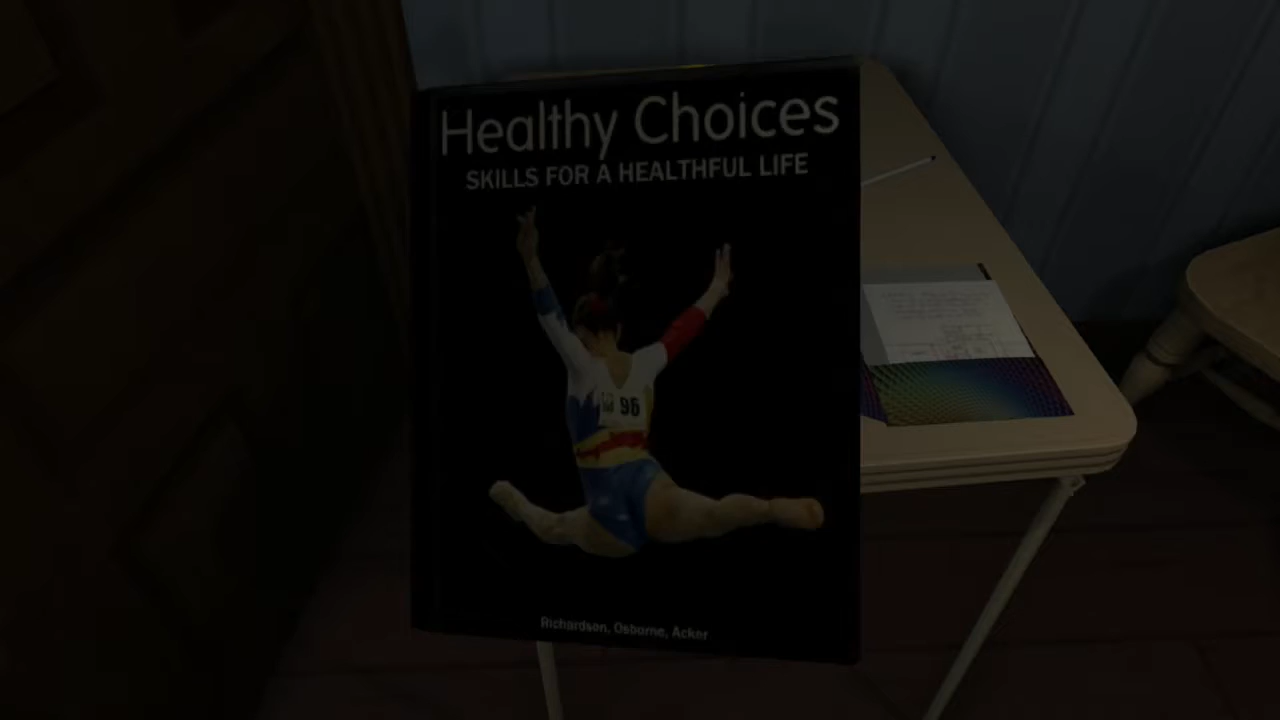 Healthy Choices
SKILLS FOR A HEALTHFUL LIFE
96
Richardson, Osborne, Acker